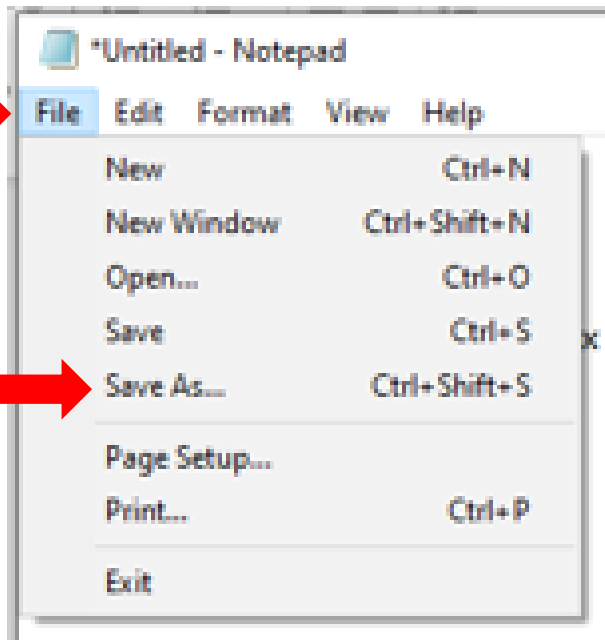 *Untitled - Notepad
File Edit Format View Help
New Ctrl+N
New Window Ctrl+Shift+N
Open... Ctrl+O
Save Ctrl+S
x
Save As... Ctrl+Shift+S
Page Setup...
Print... Ctrl+P
Exit